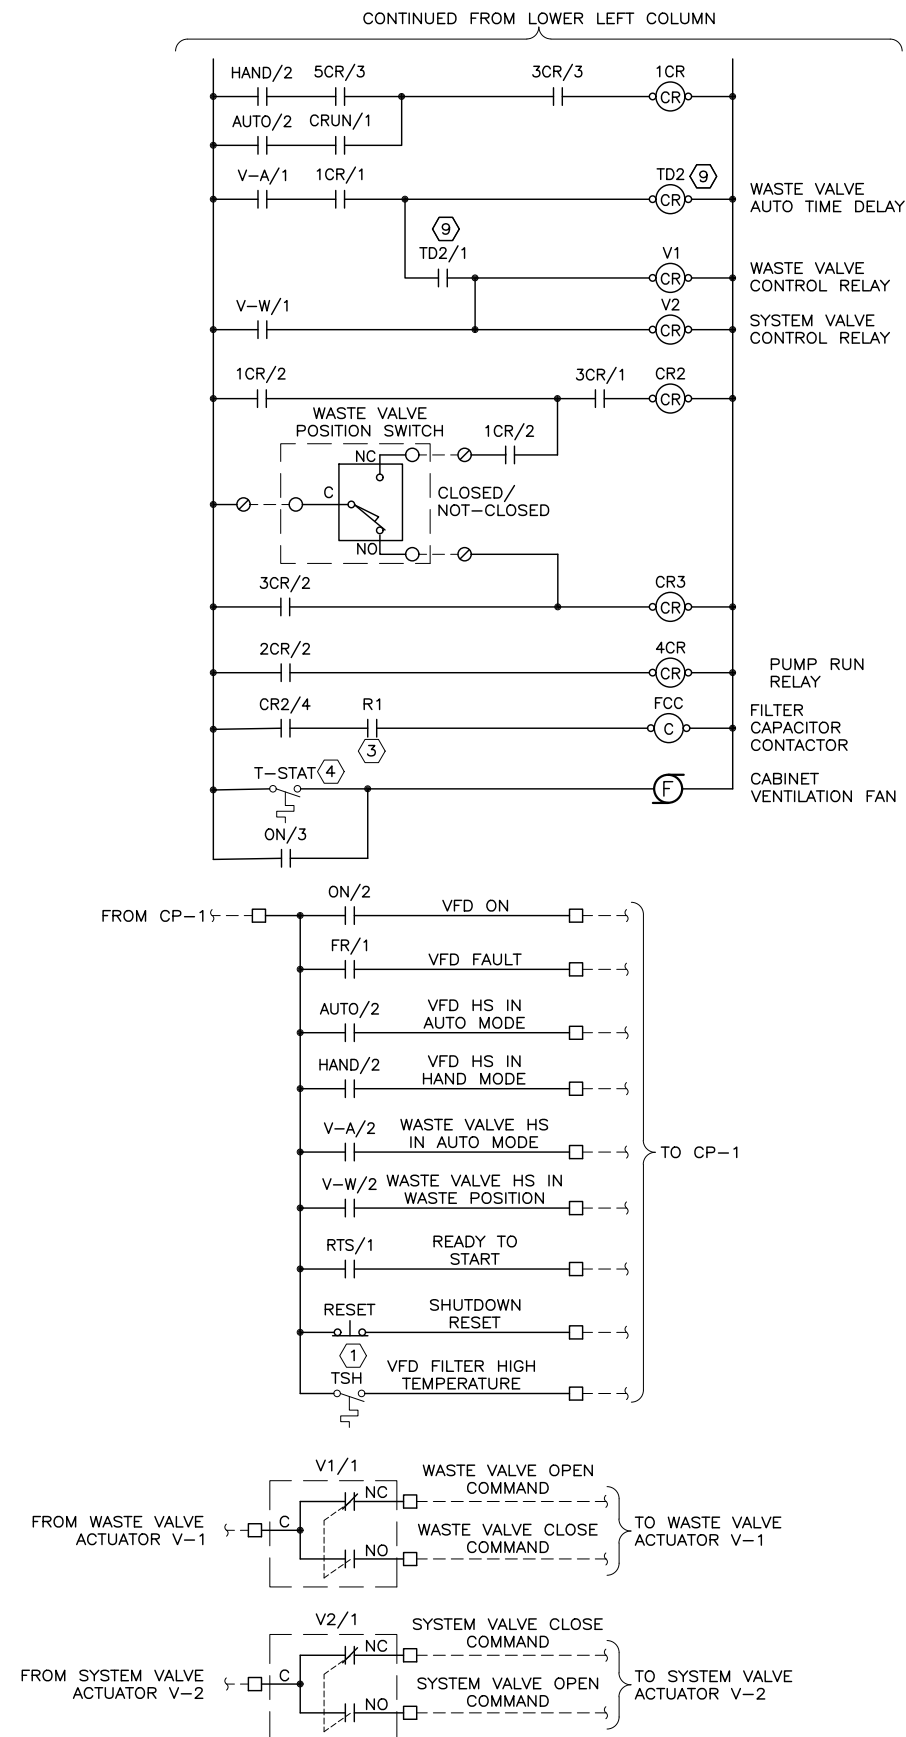 CONTINUED FROM LOWER LEFT COLUMN
HAND/2 5CR/3 3CR/3 1CR
CR
AUTO/2 CRUN/1
V-A/1 1CR/1 TD2 9
CR
WASTE VALVE
AUTO TIME DELAY
9
TD2/1 V1
CR
WASTE VALVE
CONTROL RELAY
V-W/1 V2
CR
SYSTEM VALVE
CONTROL RELAY
1CR/2 3CR/1 CR2
CR
WASTE VALVE
POSITION SWITCH
1CR/2
NC
C
CLOSED/
NOT-CLOSED
NO
3CR/2 CR3
CR
2CR/2 4CR
CR
PUMP RUN
RELAY
CR2/4 R1 FCC
C
3
FILTER
CAPACITOR
CONTACTOR
T-STAT 4
F
CABINET
VENTILATION FAN
ON/3
FROM CP-1
ON/2 VFD ON
FR/1 VFD FAULT
AUTO/2 VFD HS IN
AUTO MODE
HAND/2 VFD HS IN
HAND MODE
V-A/2 WASTE VALVE HS
IN AUTO MODE
TO CP-1
V-W/2 WASTE VALVE HS IN
WASTE POSITION
RTS/1 READY TO
START
RESET SHUTDOWN
RESET
1
TSH VFD FILTER HIGH
TEMPERATURE
V1/1 WASTE VALVE OPEN
COMMAND
NC
FROM WASTE VALVE
ACTUATOR V-1
C
WASTE VALVE CLOSE
COMMAND
NO
TO WASTE VALVE
ACTUATOR V-1
V2/1 SYSTEM VALVE CLOSE
COMMAND
NC
FROM SYSTEM VALVE
ACTUATOR V-2
C
SYSTEM VALVE OPEN
COMMAND
NO
TO SYSTEM VALVE
ACTUATOR V-2